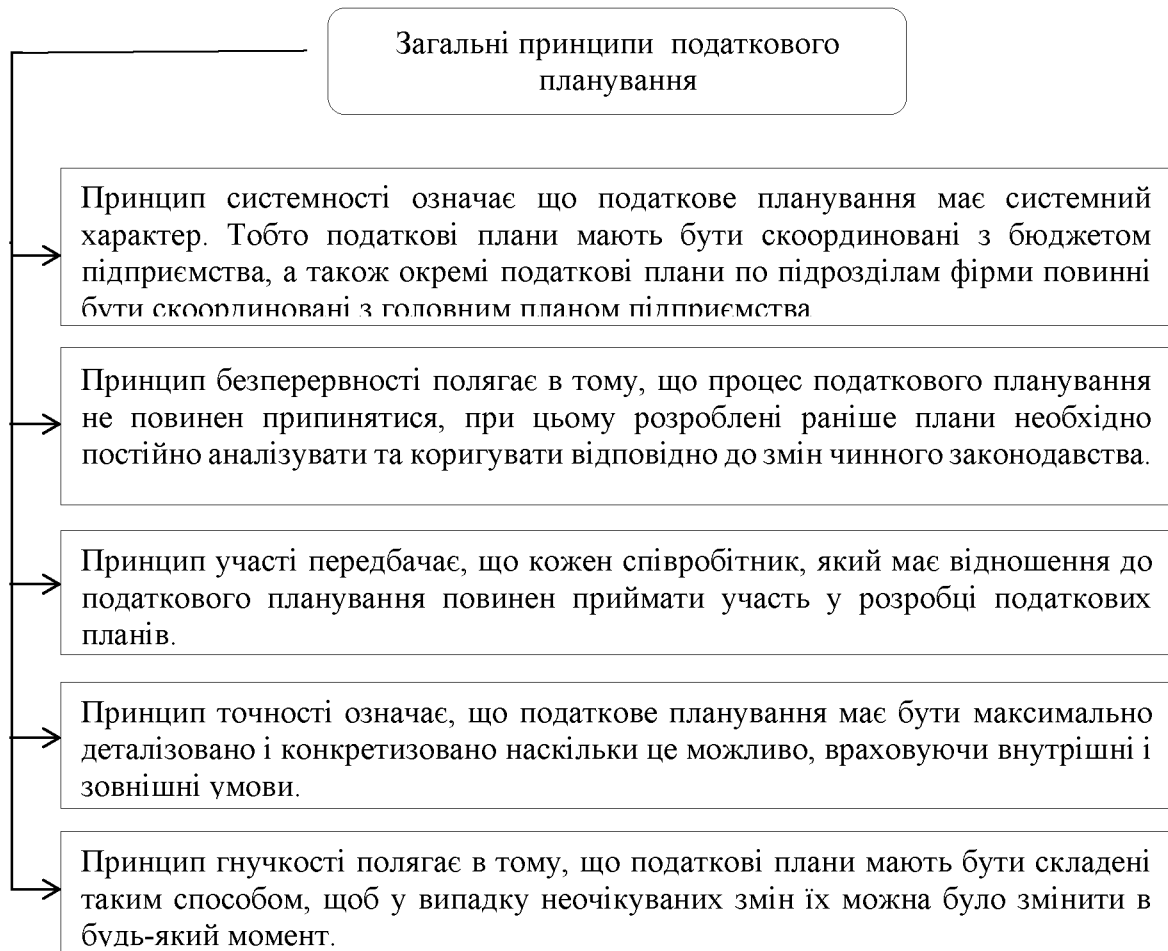 Загальні принципи податкового
планування
Принцип системності означає що податкове планування має системний
характер. Тобто податкові плани мають бути скоординовані з бюджетом
підприємства, а також окремі податкові плани по підрозділам фірми повинні
бути скоординовані з головним планом підприємства
Принцип безперервності полягає в тому, що процес податкового планування
не повинен припинятися, при цьому розроблені раніше плани необхідно
постійно аналізувати та коригувати відповідно до змін чинного законодавства.
Принцип участі передбачає, що кожен співробітник, який має відношення до
податкового планування повинен приймати участь у розробці податкових
планів.
Принцип точності означає, що податкове планування має бути максимально
деталізовано і конкретизовано наскільки це можливо, враховуючи внутрішні і
зовнішні умови.
Принцип гнучкості полягає в тому, що податкові плани мають бути складені
таким способом, щоб у випадку неочікуваних змін їх можна було змінити в
будь-який момент.